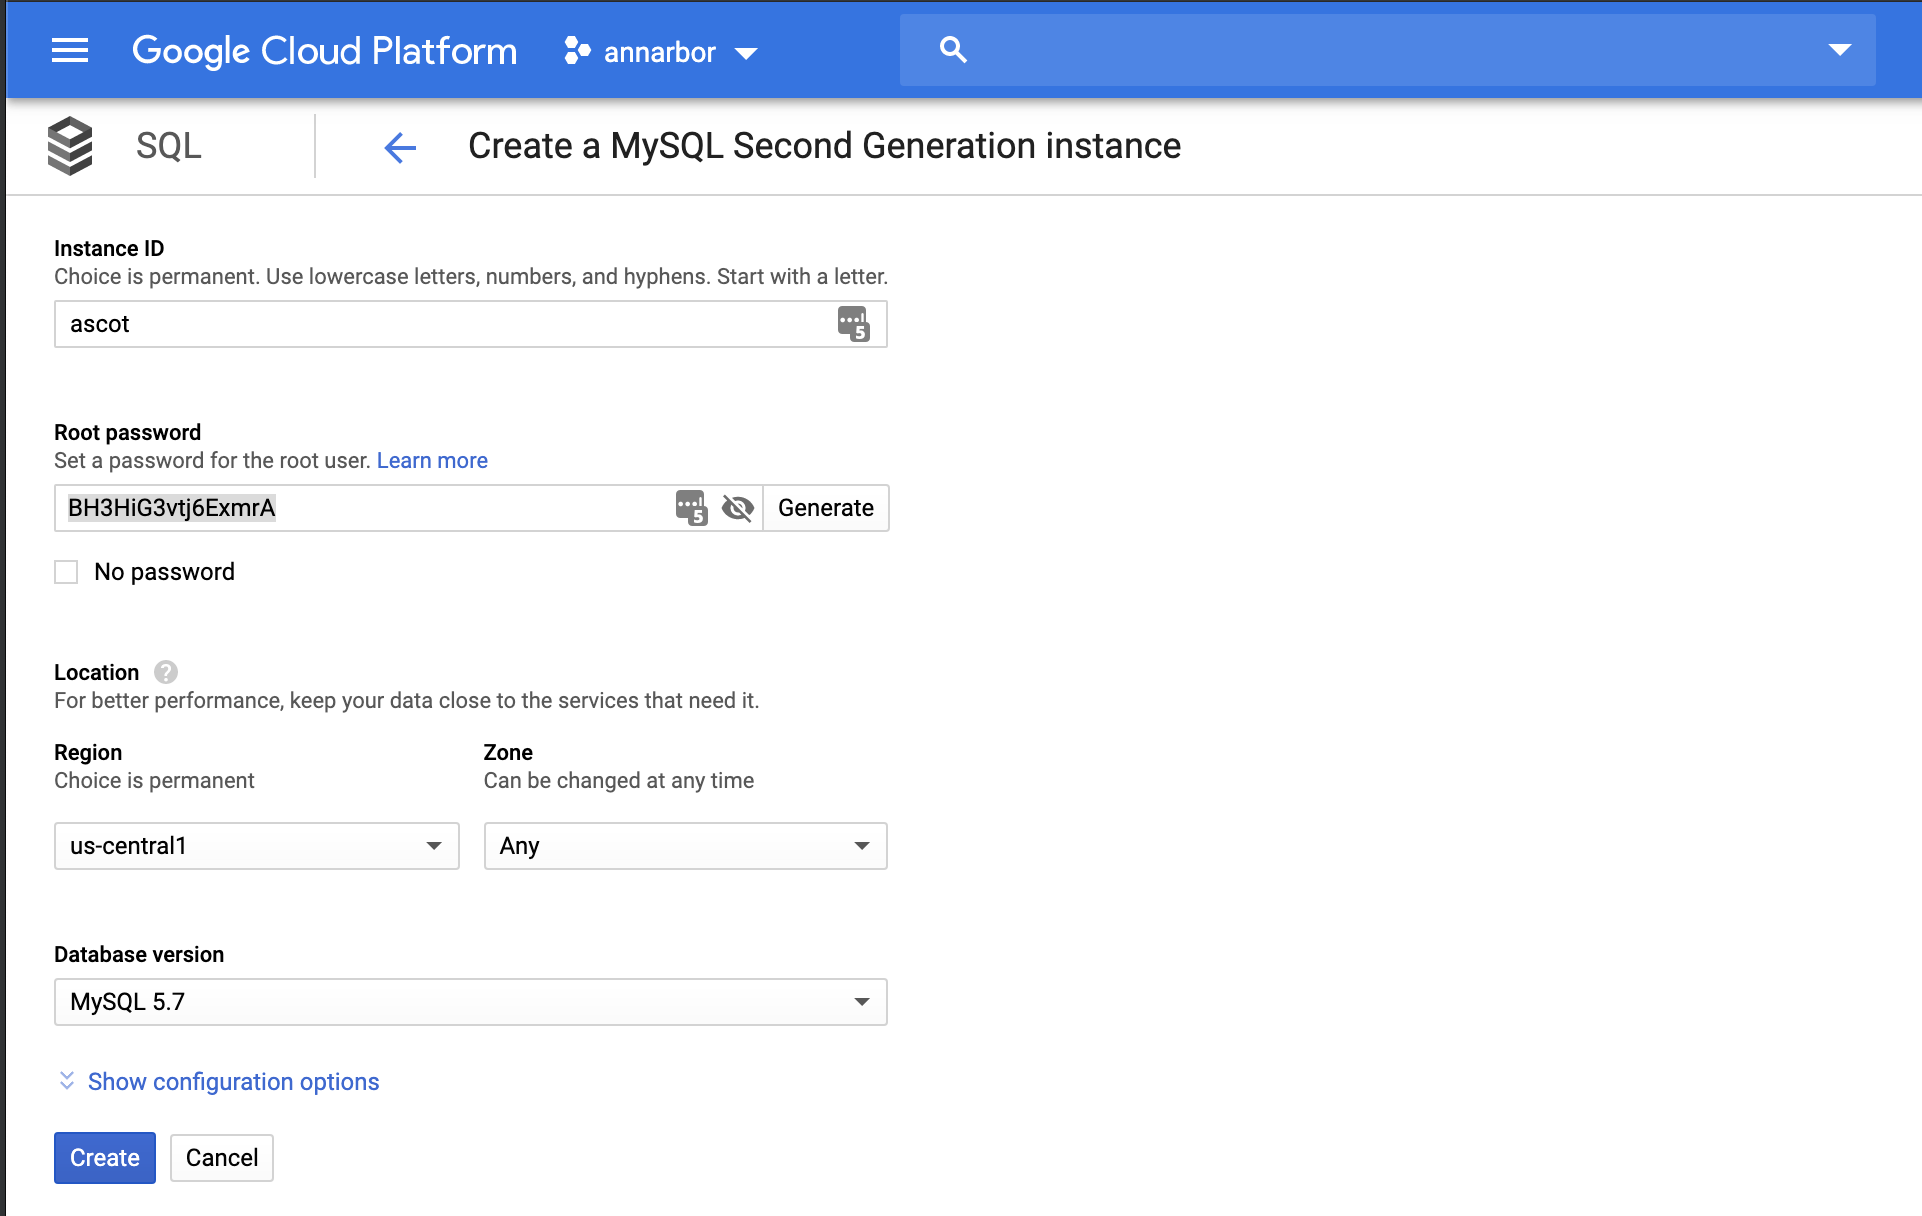 Google Cloud Platform annarbor
SQL Create a MySQL Second Generation instance
Instance ID
Choice is permanent. Use lowercase letters, numbers, and hyphens. Start with a letter.
ascot 5
Root password
Set a password for the root user. Learn more
BH3HiG3vtj6ExmrA 5 Generate
No password
Location ?
For better performance, keep your data close to the services that need it.
Region Zone
Choice is permanent Can be changed at any time
us-central1 Any
Database version
MySQL 5.7
Show configuration options
Create Cancel